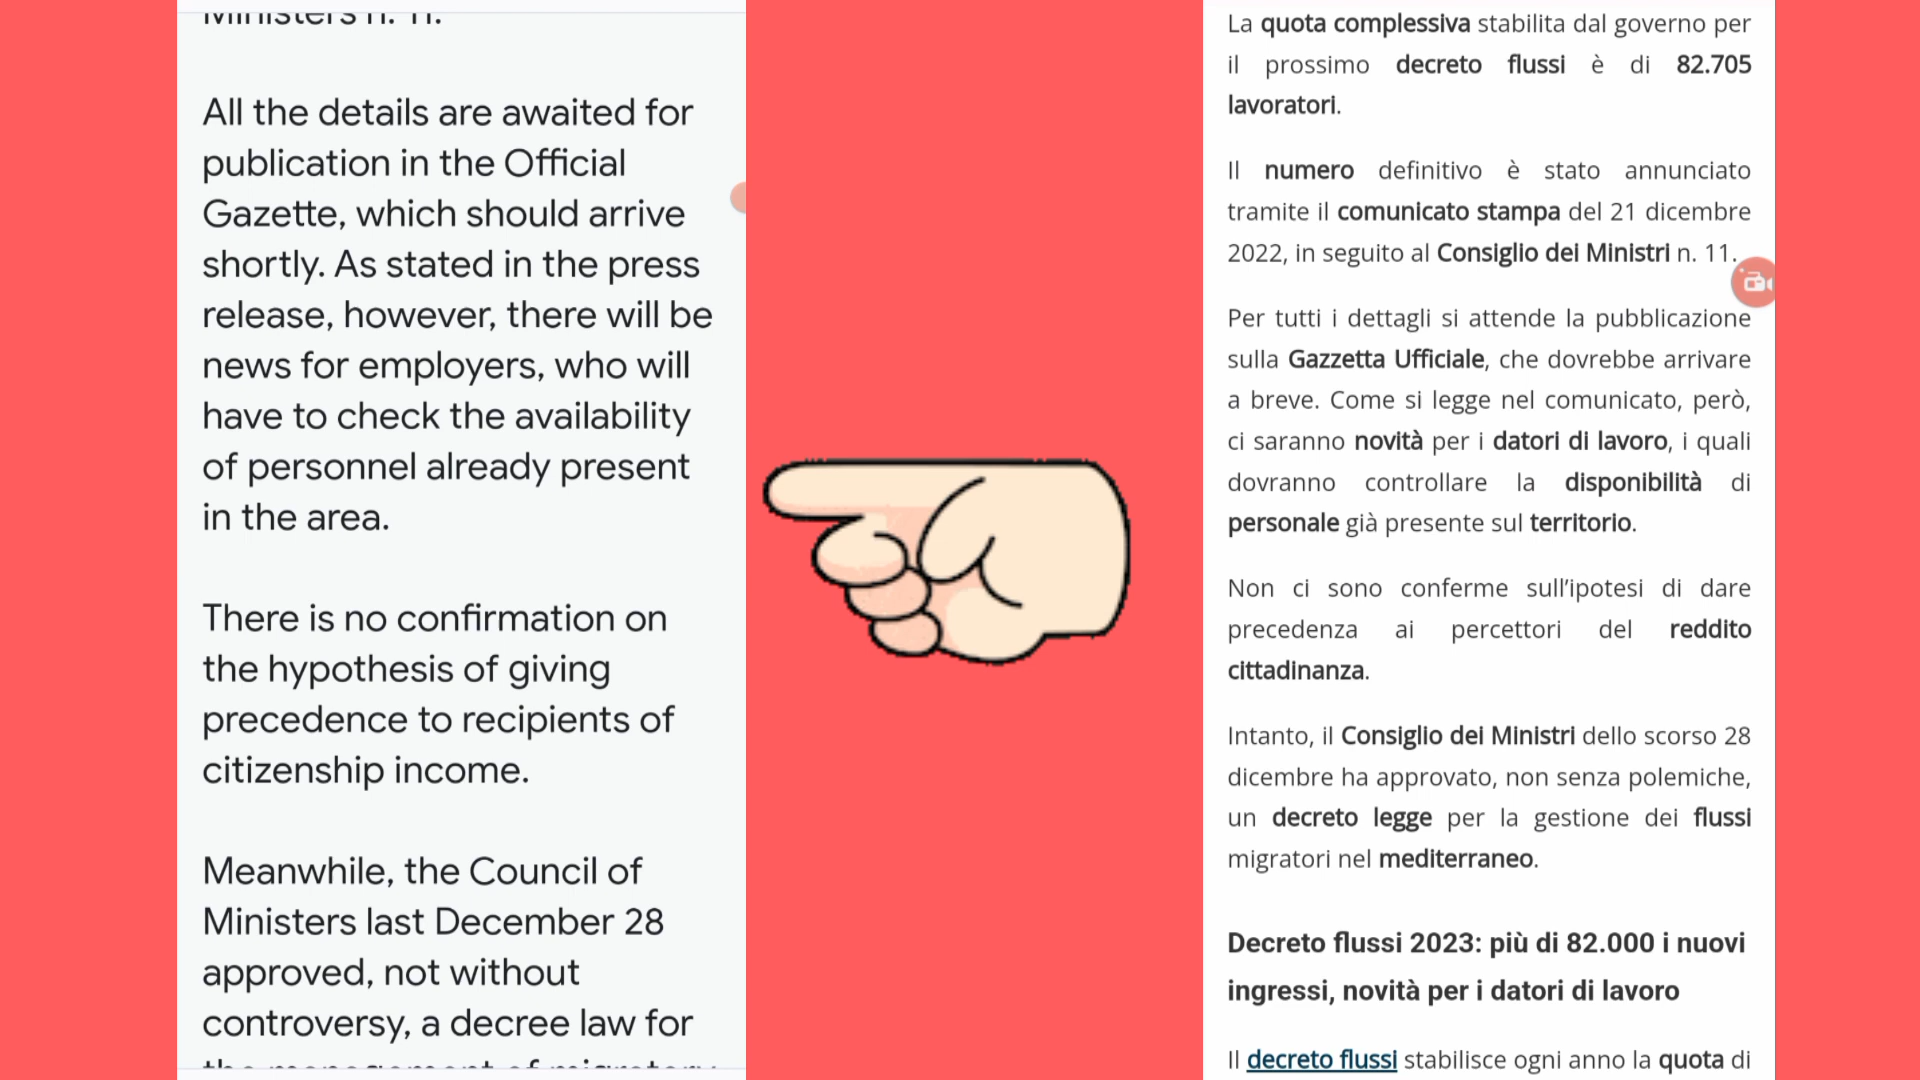 Ministers n. 11.
All the details are awaited for
publication in the Official
Gazette, which should arrive
shortly. As stated in the press
release, however, there will be
news for employers, who will
have to check the availability
of personnel already present
in the area.
There is no confirmation on
the hypothesis of giving
precedence to recipients of
citizenship income.
Meanwhile, the Council of
Ministers last December 28
approved, not without
controversy, a decree law for
the management of migratory
La quota complessiva stabilita dal governo per
il prossimo decreto flussi è di 82.705
lavoratori.
Il numero definitivo è stato annunciato
tramite il comunicato stampa del 21 dicembre
2022, in seguito al Consiglio dei Ministri n. 11.
Per tutti i dettagli si attende la pubblicazione
sulla Gazzetta Ufficiale, che dovrebbe arrivare
a breve. Come si legge nel comunicato, però,
ci saranno novità per i datori di lavoro, i quali
dovranno controllare la disponibilità di
personale già presente sul territorio.
Non ci sono conferme sull’ipotesi di dare
precedenza ai percettori del reddito
cittadinanza.
Intanto, il Consiglio dei Ministri dello scorso 28
dicembre ha approvato, non senza polemiche,
un decreto legge per la gestione dei flussi
migratori nel mediterraneo.
Decreto flussi 2023: più di 82.000 i nuovi
ingressi, novità per i datori di lavoro
Il decreto flussi stabilisce ogni anno la quota di